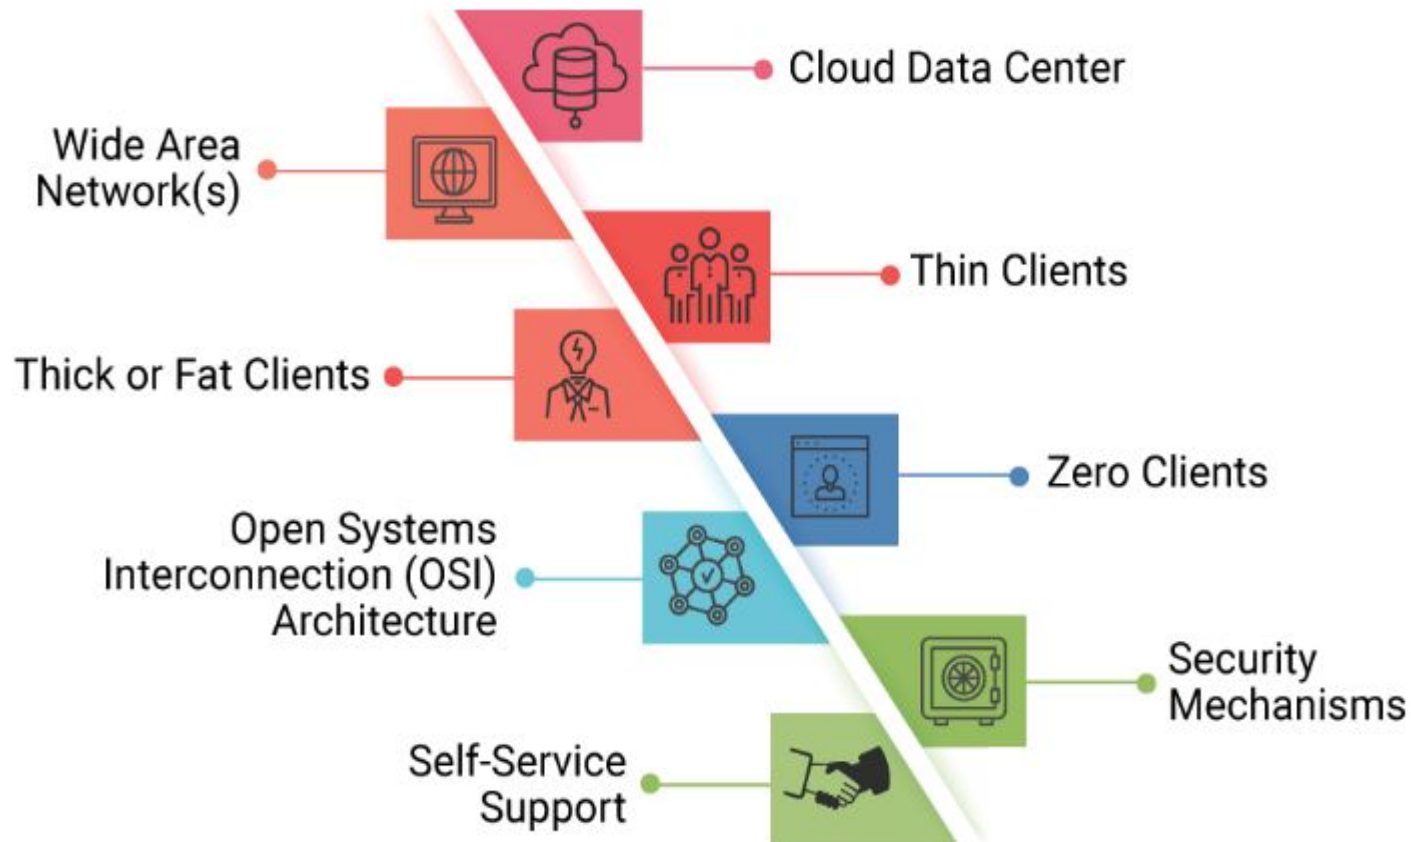 Cloud Data Center
Wide Area
Network(s)
Thin Clients
Thick or Fat Clients
Zero Clients
Open Systems
Interconnection (OSI)
Architecture
Security
Mechanisms
Self-Service
Support